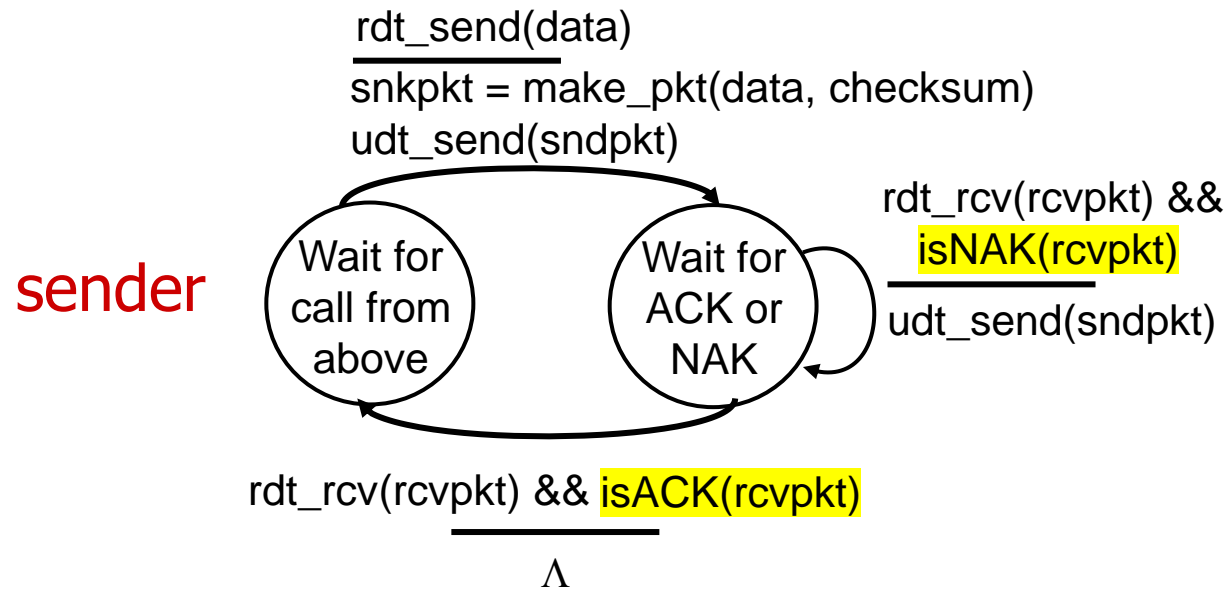 rdt_send(data)
snkpkt = make_pkt(data, checksum)
udt_send(sndpkt)
sender
Wait for
call from
above
Wait for
ACK or
NAK
rdt_rcv(rcvpkt) &&
isNAK(rcvpkt)
udt_send(sndpkt)
rdt_rcv(rcvpkt) && isACK(rcvpkt)
Λ